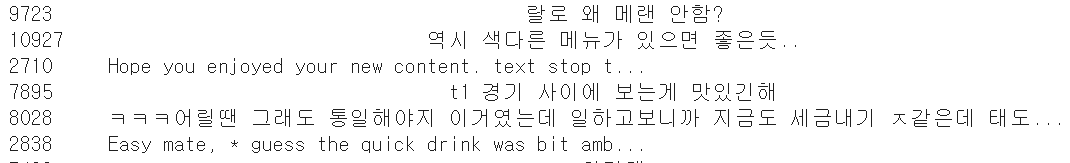 9723 랄로 왜 메랜 안함?
10927 역시 색다른 메뉴가 있으면 좋은듯..
2710 Hope you enjoyed your new content. text stop t...
7895 t1 경기 사이에 보는게 맛있긴해
8028 ㅋㅋㅋ어릴땐 그래도 통일해야지 이거였는데 일하고보니까 지금도 세금내기 ㅈ같은데 태도...
2838 Easy mate, * guess the quick drink was bit amb...